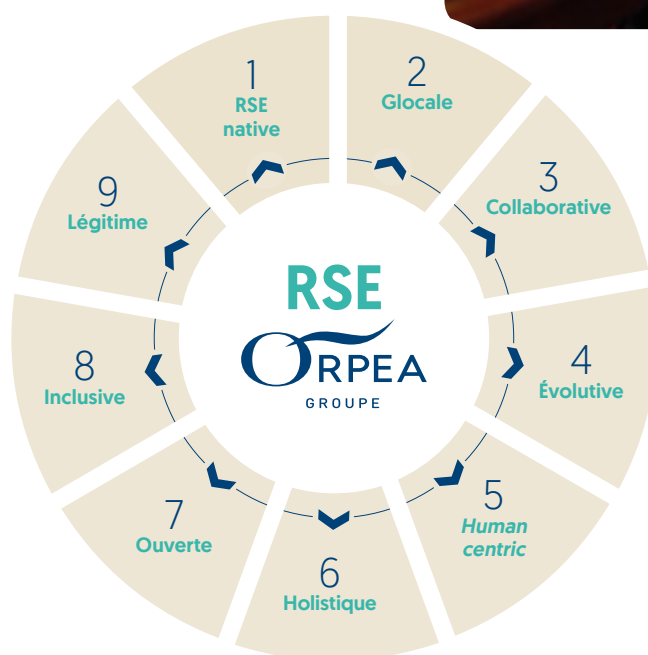 1
RSE
native
2
Glocale
3
Collaborative
4
Évolutive
5
Human
centric
6
Holistique
7
Ouverte
8
Inclusive
9
Légitime
RSE
ORPEA
GROUPE